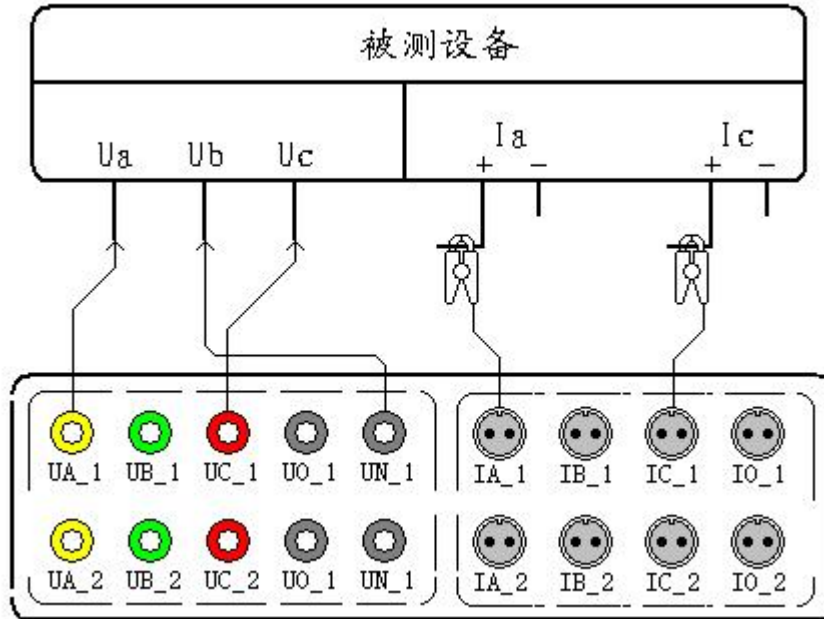 被测设备
Ua Ub Uc Ia Ic
+ − + −
UA_1 UB_1 UC_1 UO_1 UN_1 IA_1 IB_1 IC_1 IO_1
UA_2 UB_2 UC_2 UO_1 UN_1 IA_2 IB_2 IC_2 IO_2